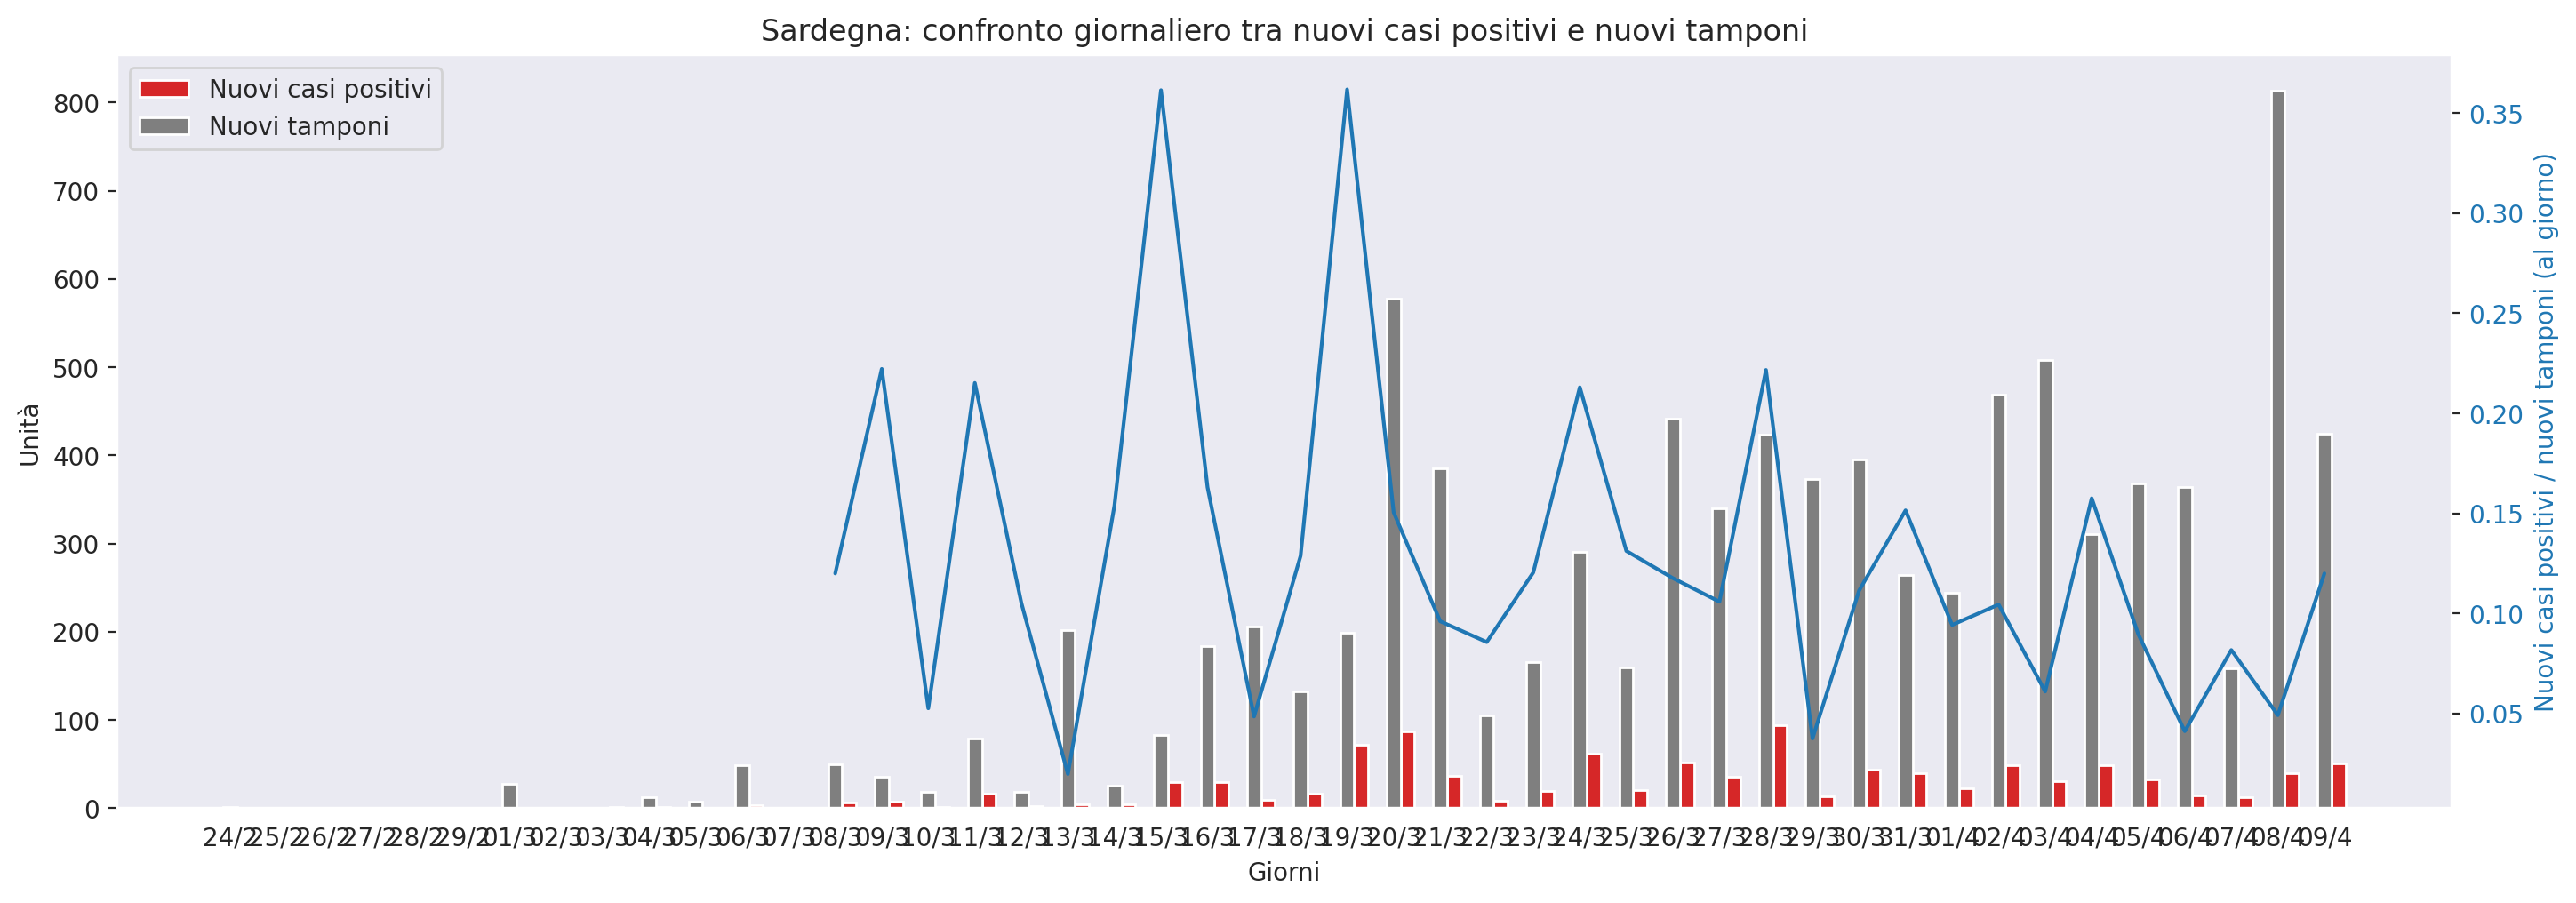 Sardegna: confronto giornaliero tra nuovi casi positivi e nuovi tamponi
Nuovi casi positivi
Nuovi tamponi
800
700
600
500
400
300
200
100
0
Unità
0.35
0.30
0.25
0.20
0.15
0.10
0.05
Nuovi casi positivi / nuovi tamponi (al giorno)
24/2 25/2 26/2 27/2 28/2 29/2 01/3 02/3 03/3 04/3 05/3 06/3 07/3 08/3 09/3 10/3 11/3 12/3 13/3 14/3 15/3 16/3 17/3 18/3 19/3 20/3 21/3 22/3 23/3 24/3 25/3 26/3 27/3 28/3 29/3 30/3 31/3 01/4 02/4 03/4 04/4 05/4 06/4 07/4 08/4 09/4
Giorni